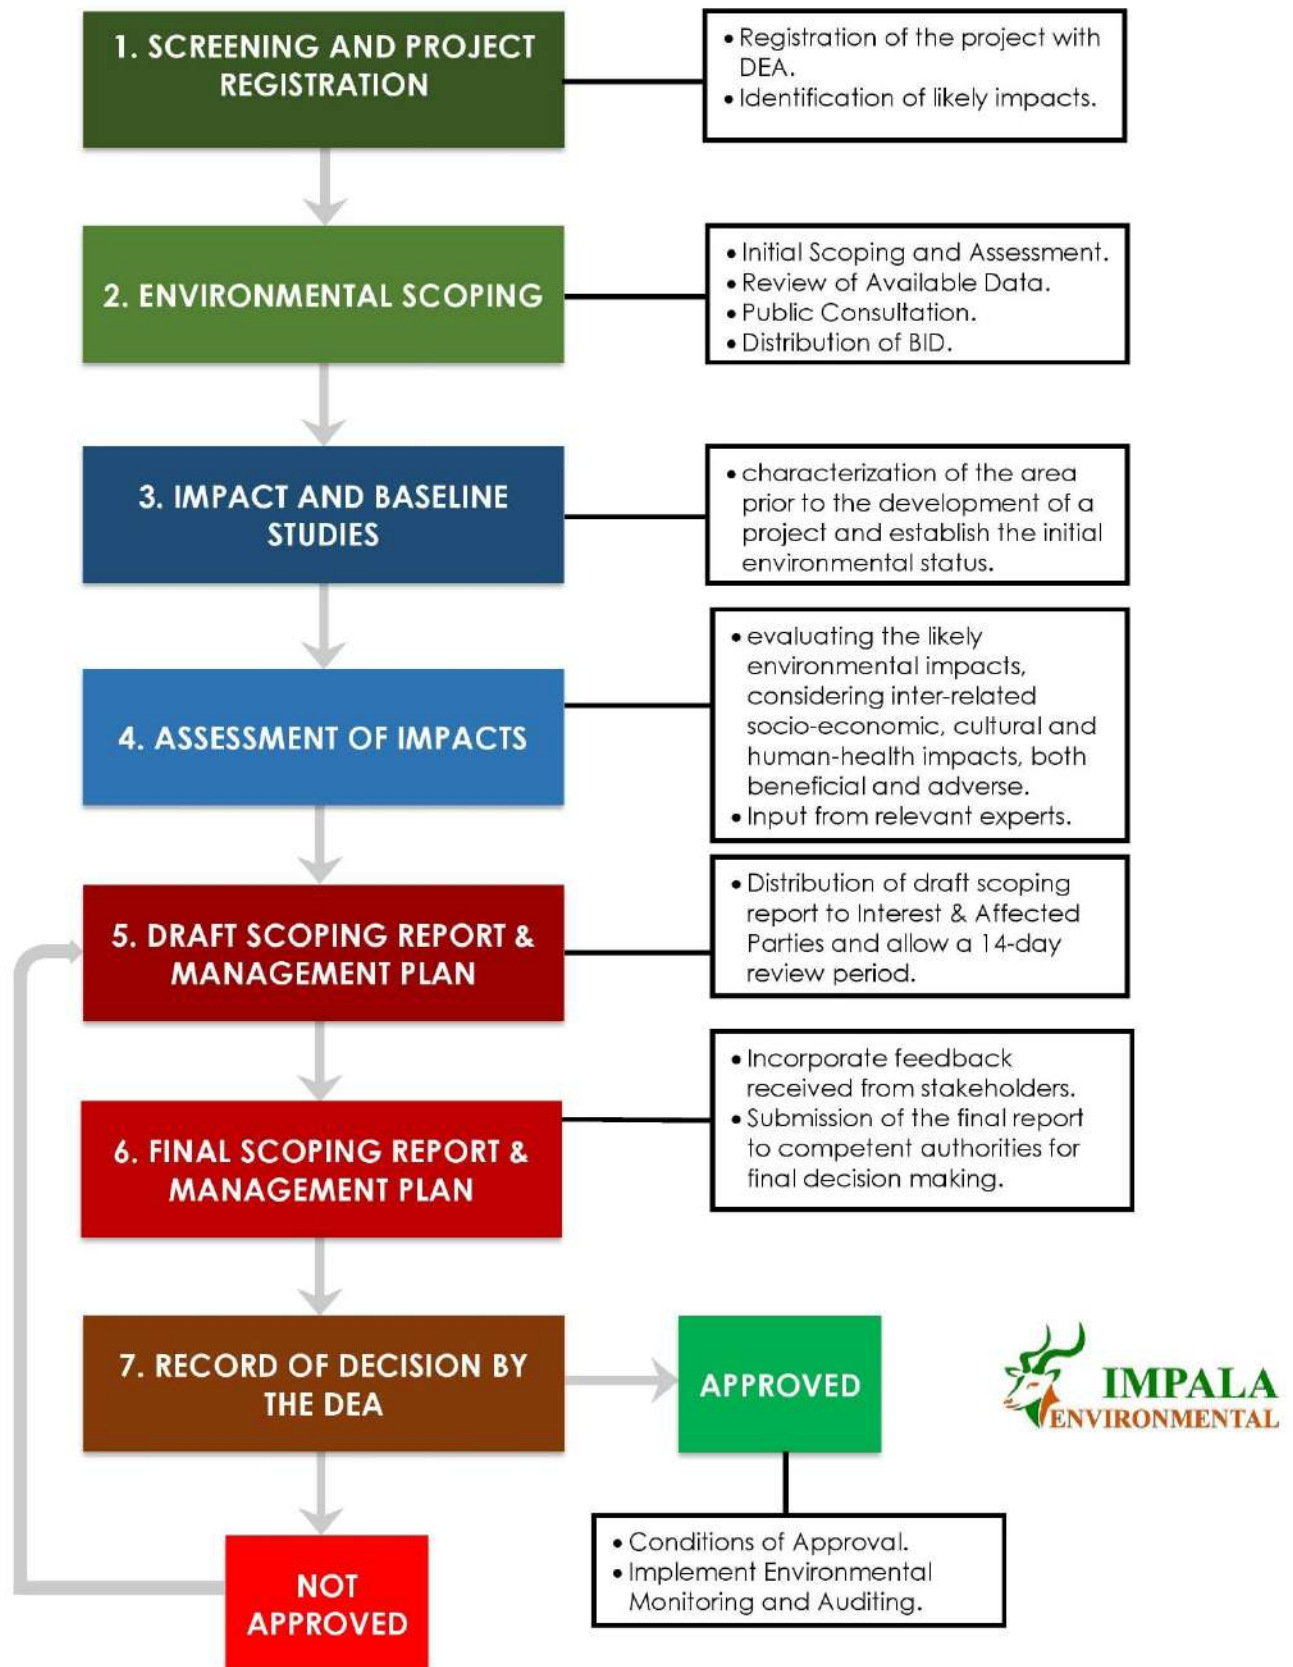 1. SCREENING AND PROJECT
REGISTRATION
• Registration of the project with
DEA.
• Identification of likely impacts.
2. ENVIRONMENTAL SCOPING
• Initial Scoping and Assessment.
• Review of Available Data.
• Public Consultation.
• Distribution of BID.
3. IMPACT AND BASELINE
STUDIES
• characterization of the area
prior to the development of a
project and establish the initial
environmental status.
4. ASSESSMENT OF IMPACTS
• evaluating the likely
environmental impacts,
considering inter-related
socio-economic, cultural and
human-health impacts, both
beneficial and adverse.
• Input from relevant experts.
5. DRAFT SCOPING REPORT &
MANAGEMENT PLAN
• Distribution of draft scoping
report to Interest & Affected
Parties and allow a 14-day
review period.
6. FINAL SCOPING REPORT &
MANAGEMENT PLAN
• Incorporate feedback
received from stakeholders.
• Submission of the final report
to competent authorities for
final decision making.
7. RECORD OF DECISION BY
THE DEA
APPROVED
IMPALA
ENVIRONMENTAL
• Conditions of Approval.
• Implement Environmental
Monitoring and Auditing.
NOT
APPROVED